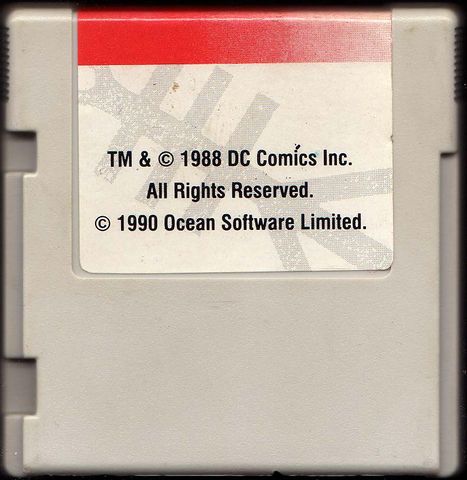 TM & © 1988 DC Comics Inc.
All Rights Reserved.
© 1990 Ocean Software Limited.